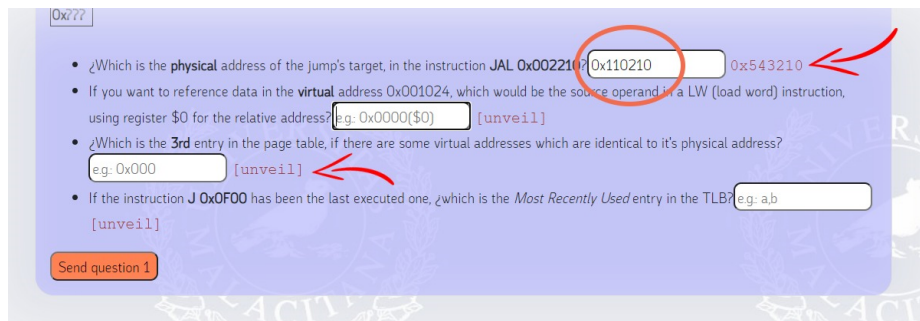 0x???
¿Which is the physical address of the jump's target, in the instruction JAL 0x002210? 0x110210 0x543210
If you want to reference data in the virtual address 0x001024, which would be the source operand in a LW (load word) instruction,
using register $0 for the relative address? e.g.: 0x0000($0) [unveil]
¿Which is the 3rd entry in the page table, if there are some virtual addresses which are identical to it's physical address?
e.g.: 0x000 [unveil]
If the instruction J 0x0F00 has been the last executed one, ¿which is the Most Recently Used entry in the TLB? e.g.: a,b
[unveil]
Send question 1